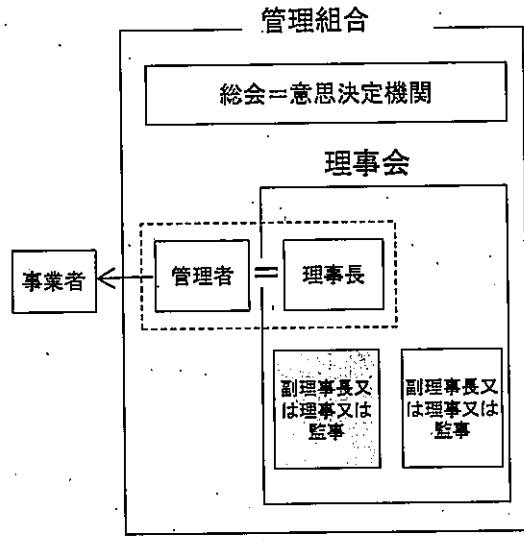 管理組合
総会＝意思決定機関
理事会
事業者
管理者
＝
理事長
副理事長又
は理事又は
監事
副理事長又
は理事又は
監事